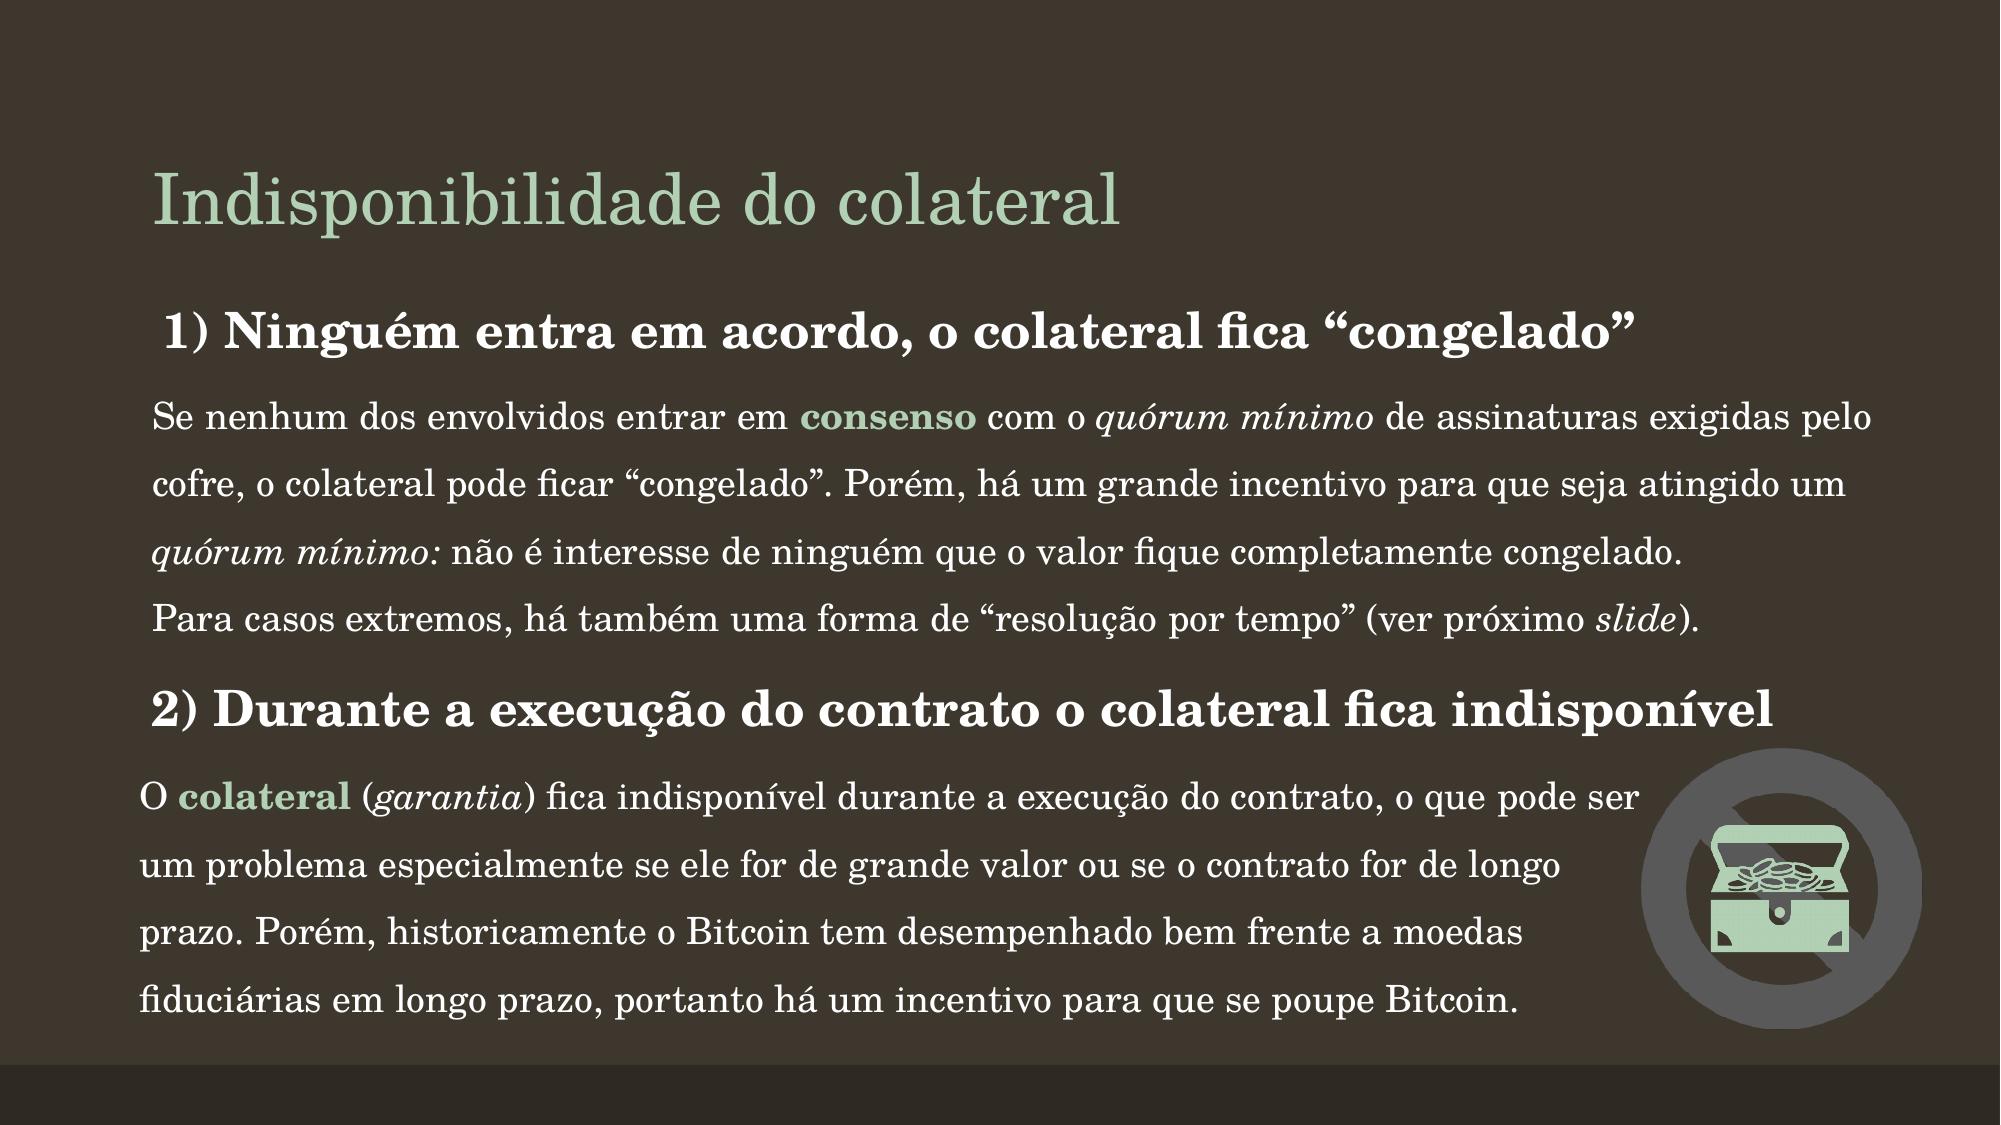 Indisponibilidade do colateral
1) Ninguém entra em acordo, o colateral fica “congelado”
Se nenhum dos envolvidos entrar em consenso com o quórum mínimo de assinaturas exigidas pelo
cofre, o colateral pode ficar “congelado”. Porém, há um grande incentivo para que seja atingido um
quórum mínimo: não é interesse de ninguém que o valor fique completamente congelado.
Para casos extremos, há também uma forma de “resolução por tempo” (ver próximo slide).
2) Durante a execução do contrato o colateral fica indisponível
O colateral (garantia) fica indisponível durante a execução do contrato, o que pode ser
um problema especialmente se ele for de grande valor ou se o contrato for de longo
prazo. Porém, historicamente o Bitcoin tem desempenhado bem frente a moedas
fiduciárias em longo prazo, portanto há um incentivo para que se poupe Bitcoin.